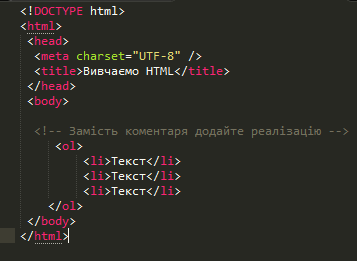 <!DOCTYPE html>
<html>
<head>
<meta charset="UTF-8" />
<title>Вивчаємо HTML</title>
</head>
<body>
<!-- Замість коментаря додайте реалізацію -->
<ol>
<li>Текст</li>
<li>Текст</li>
<li>Текст</li>
</ol>
</body>
</html>